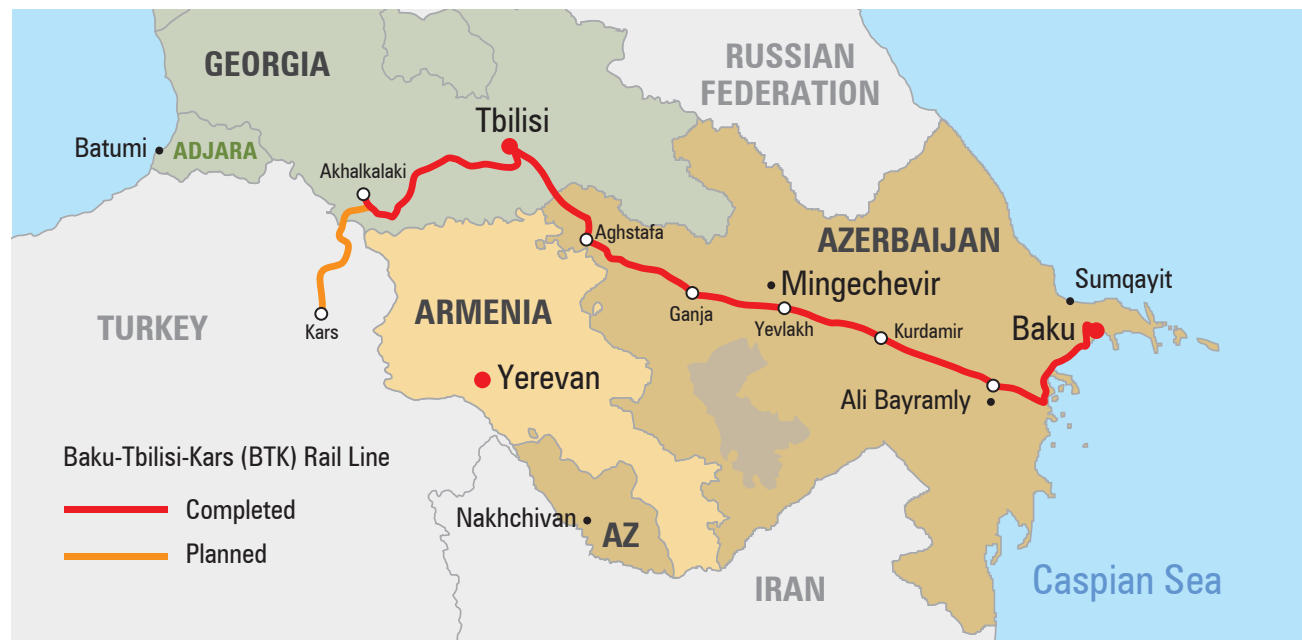 GEORGIA
RUSSIAN
FEDERATION
Tbilisi
Batumi
ADJARA
Akhalkalaki
Aghstafa
AZERBAIJAN
Mingechevir
Sumqayit
TURKEY
Kars
ARMENIA
Ganja
Yevlakh
Kurdamir
Baku
Yerevan
Ali Bayramly
Baku-Tbilisi-Kars (BTK) Rail Line
Completed
Planned
Nakhchivan
AZ
IRAN
Caspian Sea